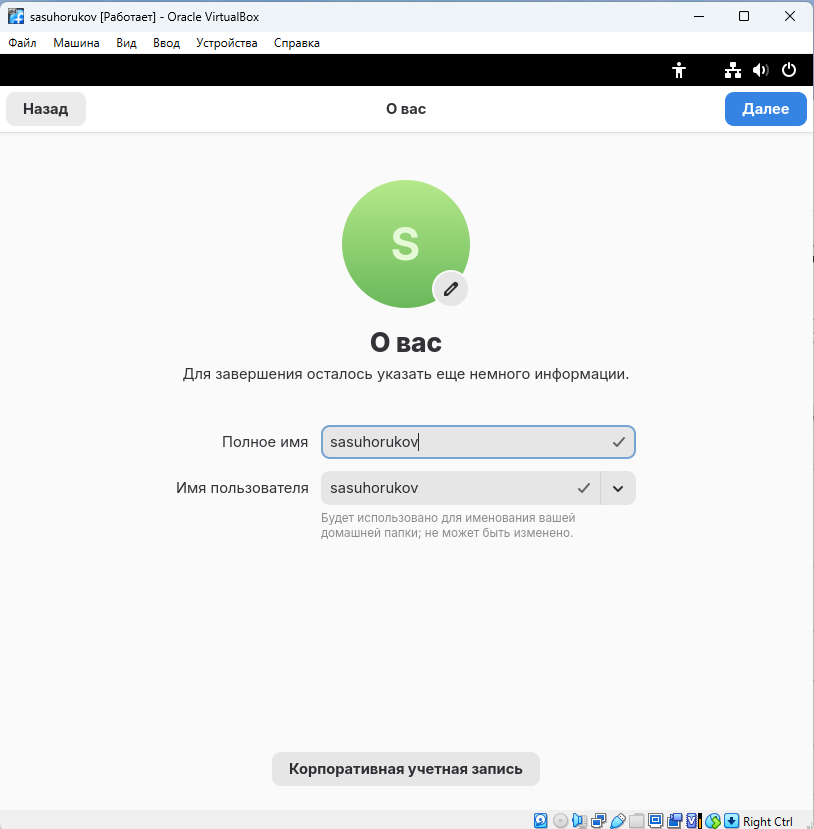 sasuhorukov [Работает] - Oracle VirtualBox
Файл Машина Вид Ввод Устройства Справка
Назад О вас Далее
S
О вас
Для завершения осталось указать еще немного информации.
Полное имя sasuhorukov
Имя пользователя sasuhorukov
Будет использовано для именования вашей
домашней папки; не может быть изменено.
Корпоративная учетная запись
Right Ctrl